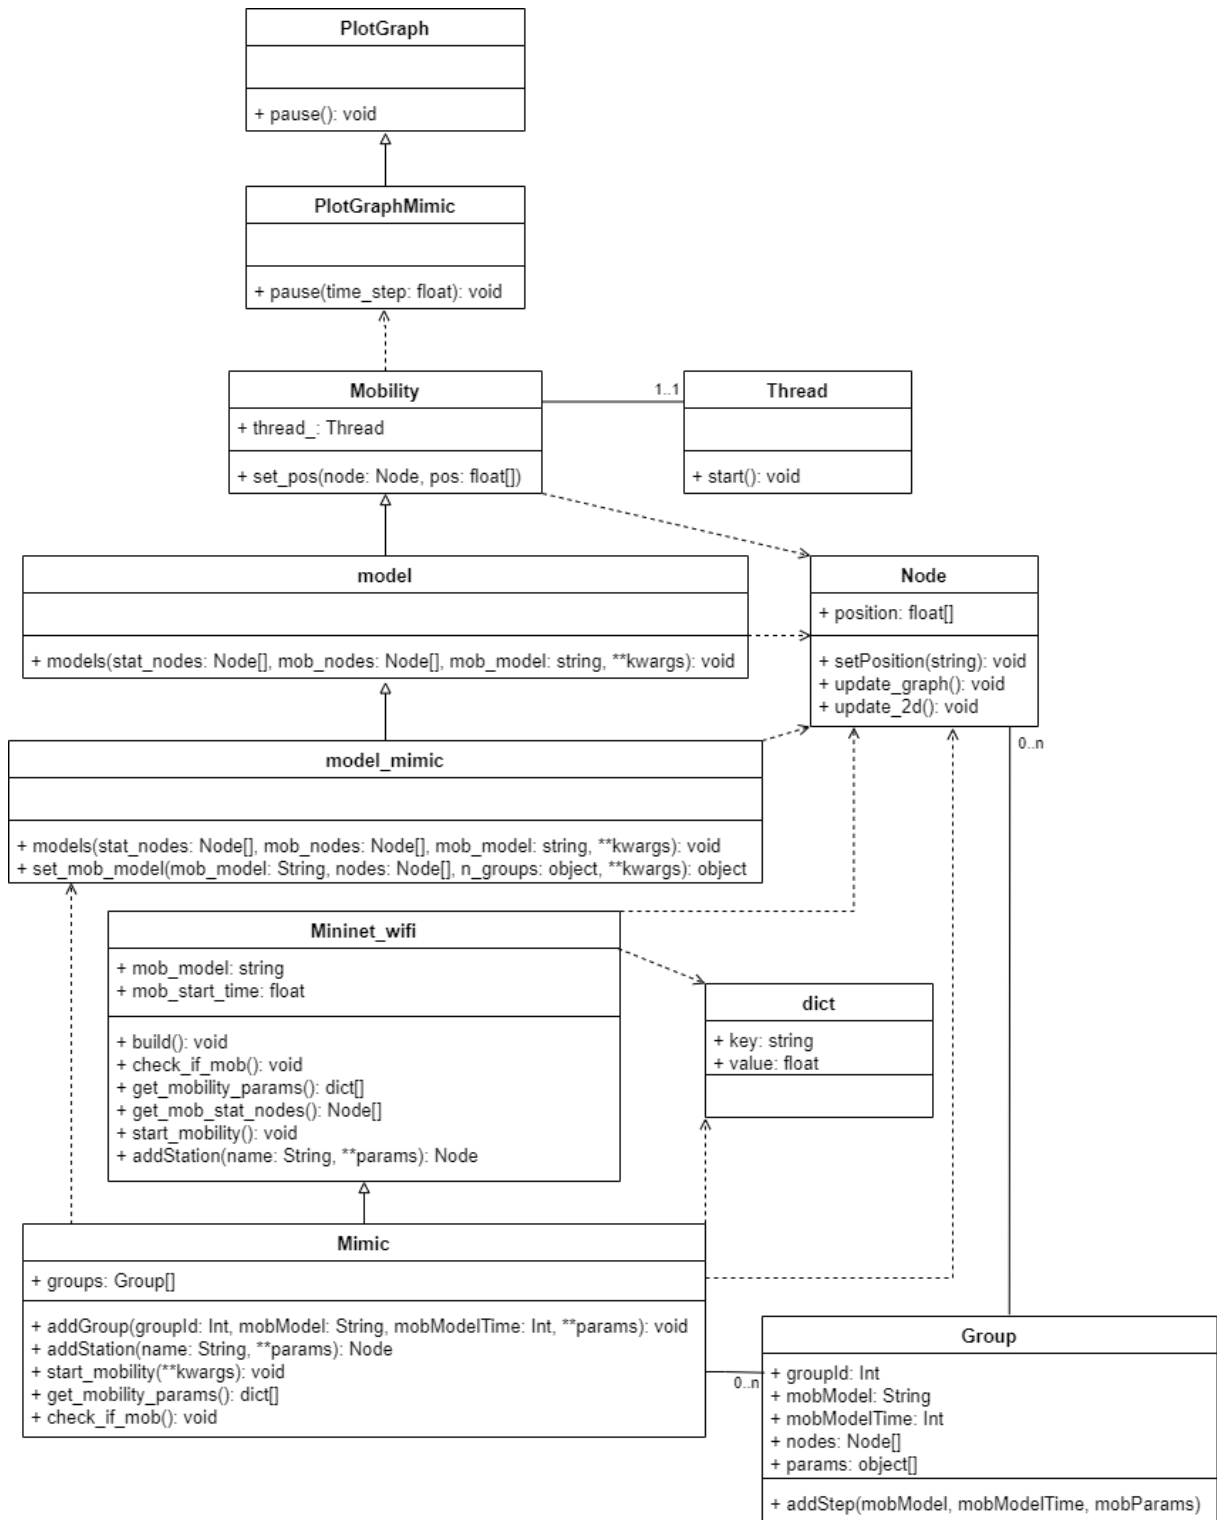 PlotGraph
+ pause(): void
PlotGraphMimic
+ pause(time_step: float): void
Mobility
+ thread_: Thread
+ set_pos(node: Node, pos: float[])
1..1
Thread
+ start(): void
model
+ models(stat_nodes: Node[], mob_nodes: Node[], mob_model: string, **kwargs): void
Node
+ position: float[]
+ setPosition(string): void
+ update_graph(): void
+ update_2d(): void
0..n
model_mimic
+ models(stat_nodes: Node[], mob_nodes: Node[], mob_model: string, **kwargs): void
+ set_mob_model(mob_model: String, nodes: Node[], n_groups: object, **kwargs): object
Mininet_wifi
+ mob_model: string
+ mob_start_time: float
+ build(): void
+ check_if_mob(): void
+ get_mobility_params(): dict[]
+ get_mob_stat_nodes(): Node[]
+ start_mobility(): void
+ addStation(name: String, **params): Node
dict
+ key: string
+ value: float
Mimic
+ groups: Group[]
+ addGroup(groupId: Int, mobModel: String, mobModelTime: Int, **params): void
+ addStation(name: String, **params): Node
+ start_mobility(**kwargs): void
+ get_mobility_params(): dict[]
+ check_if_mob(): void
0..n
Group
+ groupId: Int
+ mobModel: String
+ mobModelTime: Int
+ nodes: Node[]
+ params: object[]
+ addStep(mobModel, mobModelTime, mobParams)